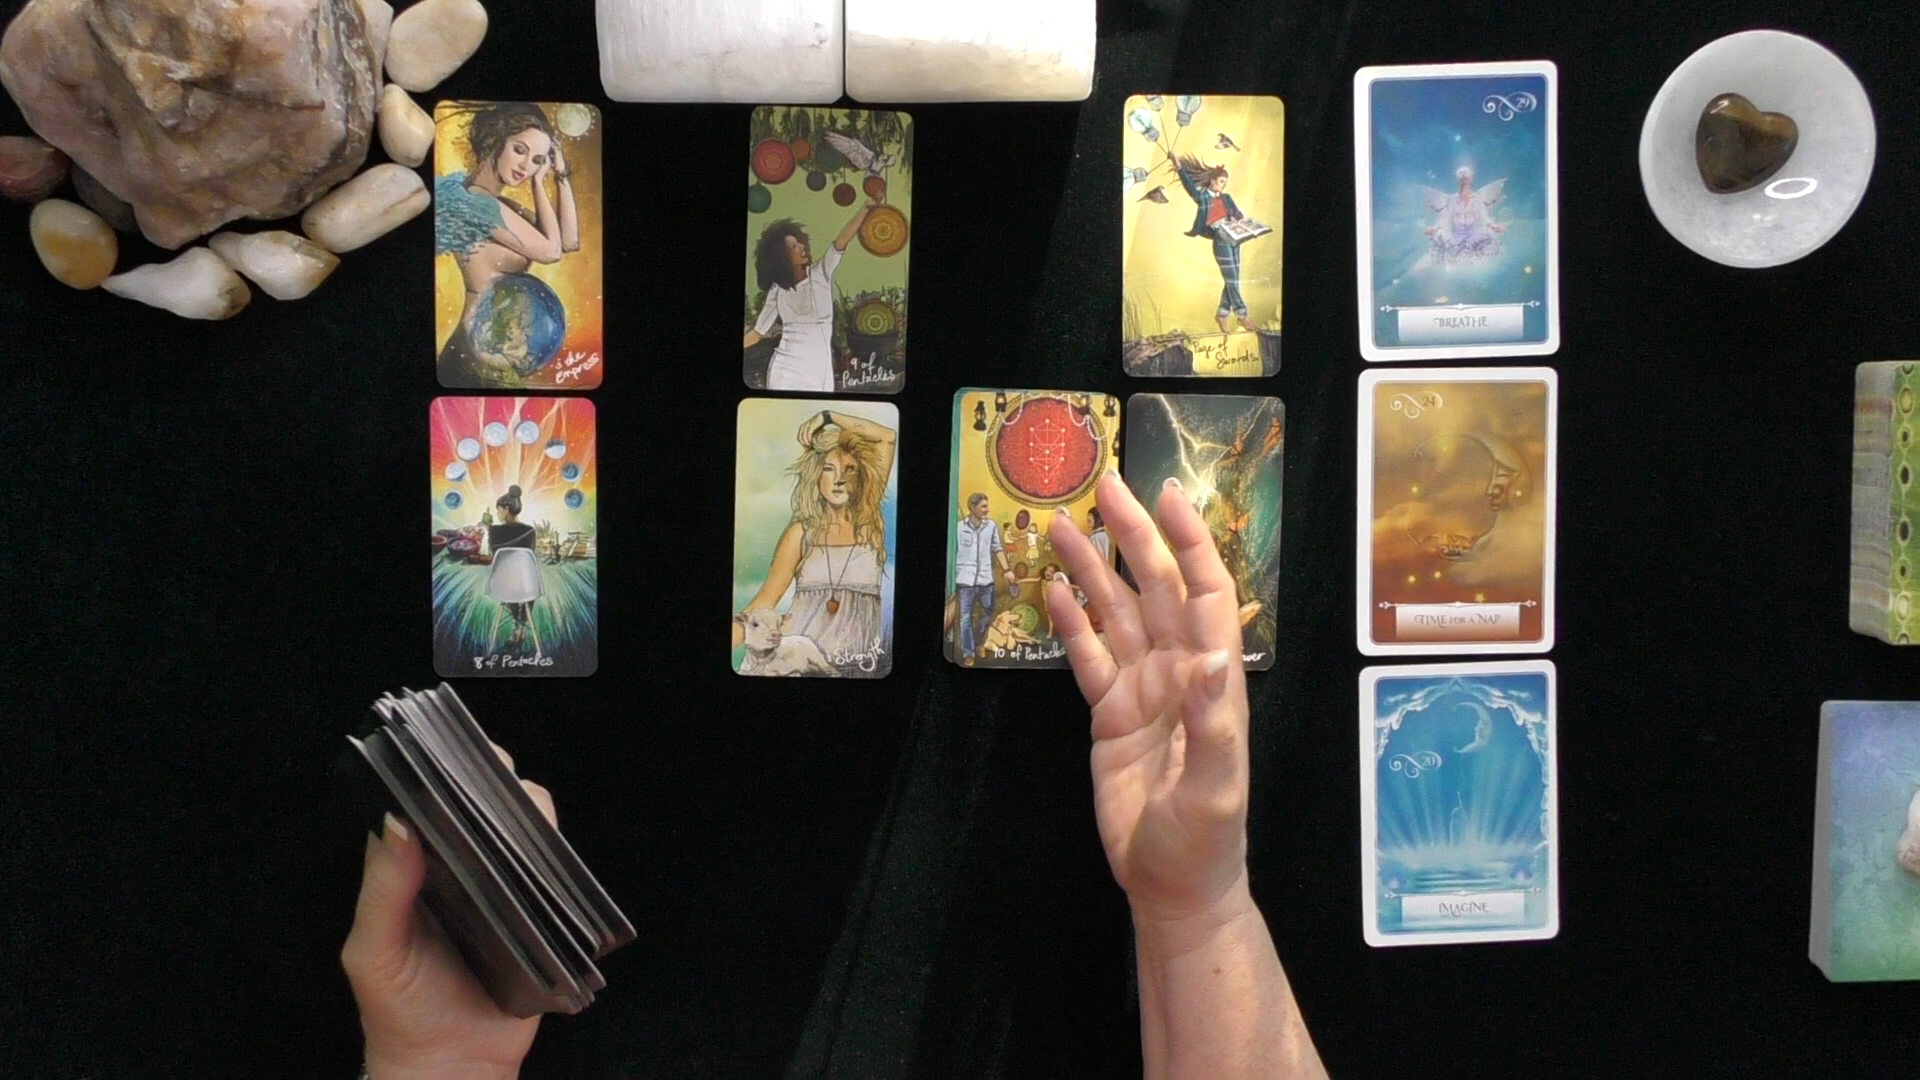 3 the
empress
9 of
Pentacles
Page of
Swords
29
BREATHE
8 of Pentacles
Strength
10 of Pentacles
24
TIME FOR A NAP
20
IMAGINE